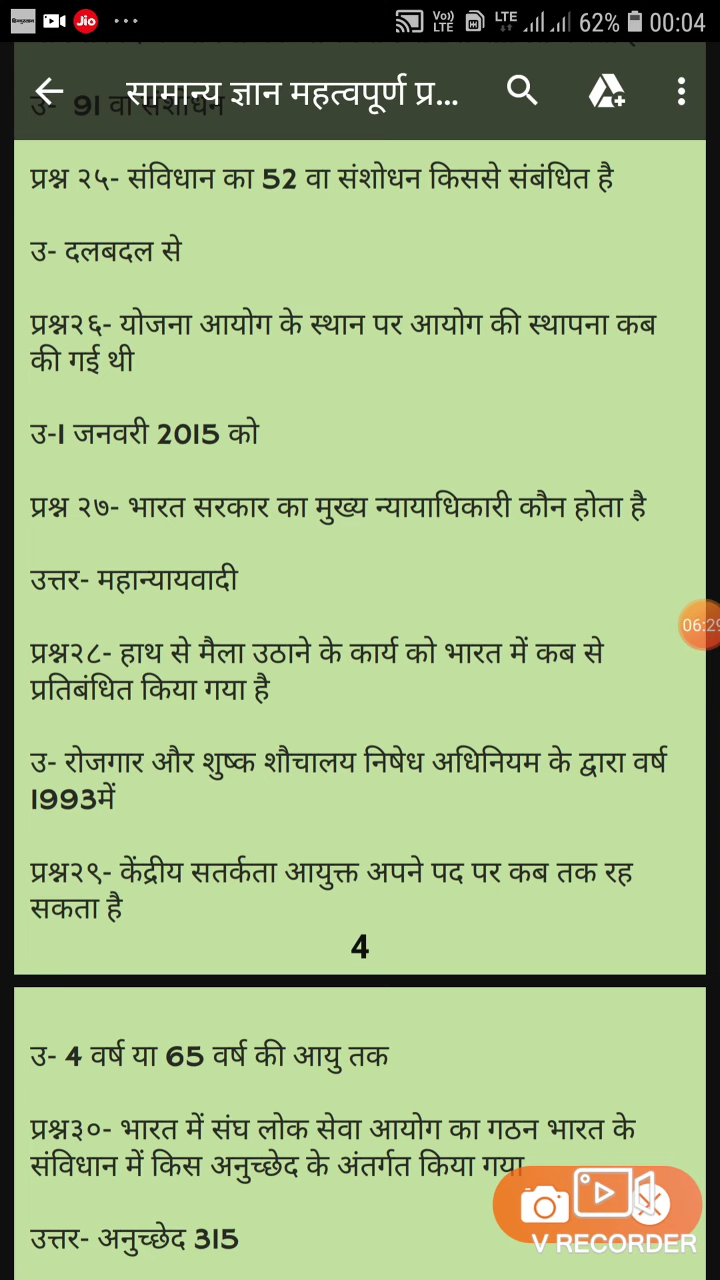 हिन्दुस्तान Jio Vo) LTE LTE 62% 00:04
सामान्य ज्ञान महत्वपूर्ण प्र...
उ- 91 वा संशोधन
प्रश्न २५- संविधान का 52 वा संशोधन किससे संबंधित है
उ- दलबदल से
प्रश्न२६- योजना आयोग के स्थान पर आयोग की स्थापना कब
की गई थी
उ-1 जनवरी 2015 को
प्रश्न २७- भारत सरकार का मुख्य न्यायाधिकारी कौन होता है
उत्तर- महान्यायवादी
06:29
प्रश्न२८- हाथ से मैला उठाने के कार्य को भारत में कब से
प्रतिबंधित किया गया है
उ- रोजगार और शुष्क शौचालय निषेध अधिनियम के द्वारा वर्ष
1993में
प्रश्न२९- केंद्रीय सतर्कता आयुक्त अपने पद पर कब तक रह
सकता है
4
उ- 4 वर्ष या 65 वर्ष की आयु तक
प्रश्न३०- भारत में संघ लोक सेवा आयोग का गठन भारत के
संविधान में किस अनुच्छेद के अंतर्गत किया गया
उत्तर- अनुच्छेद 315
V RECORDER